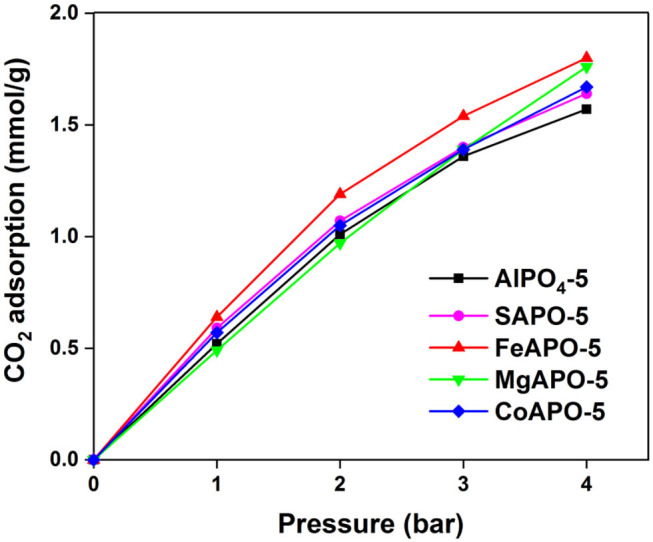 2.0
1.5
1.0
0.5
0.0
0
1
2
3
4
CO₂ adsorption (mmol/g)
Pressure (bar)
AlPO₄-5
SAPO-5
FeAPO-5
MgAPO-5
CoAPO-5